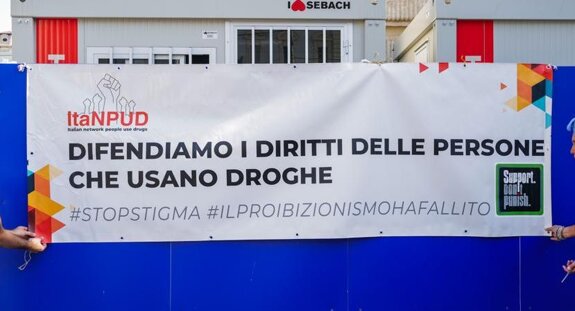 I SEBACH
ItaNPUD
Italian network people use drugs
DIFENDIAMO I DIRITTI DELLE PERSONE
CHE USANO DROGHE
#STOPSTIGMA #ILPROIBIZIONISMOHAFALLITO
Support.
Don't
punish.